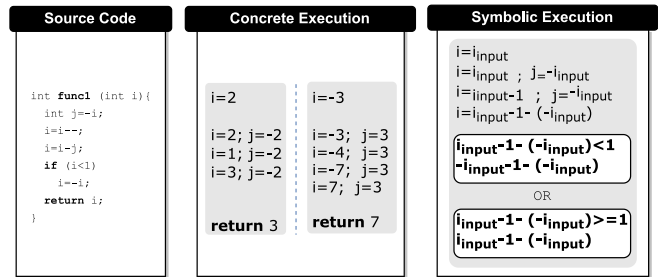 Source Code
int func1 (int i){
int j=-i;
i=i--;
i=i-j;
if (i<1)
i=-i;
return i;
}
Concrete Execution
i=2
i=2; j=-2
i=1; j=-2
i=3; j=-2
return 3
i=-3
i=-3; j=3
i=-4; j=3
i=-7; j=3
i=7; j=3
return 7
Symbolic Execution
i=iinput
i=iinput ; j=-iinput
i=iinput-1 ; j=-iinput
i=iinput-1- (-iinput)
iinput-1- (-iinput)<1
-iinput-1- (-iinput)
OR
iinput-1- (-iinput)>=1
iinput-1- (-iinput)